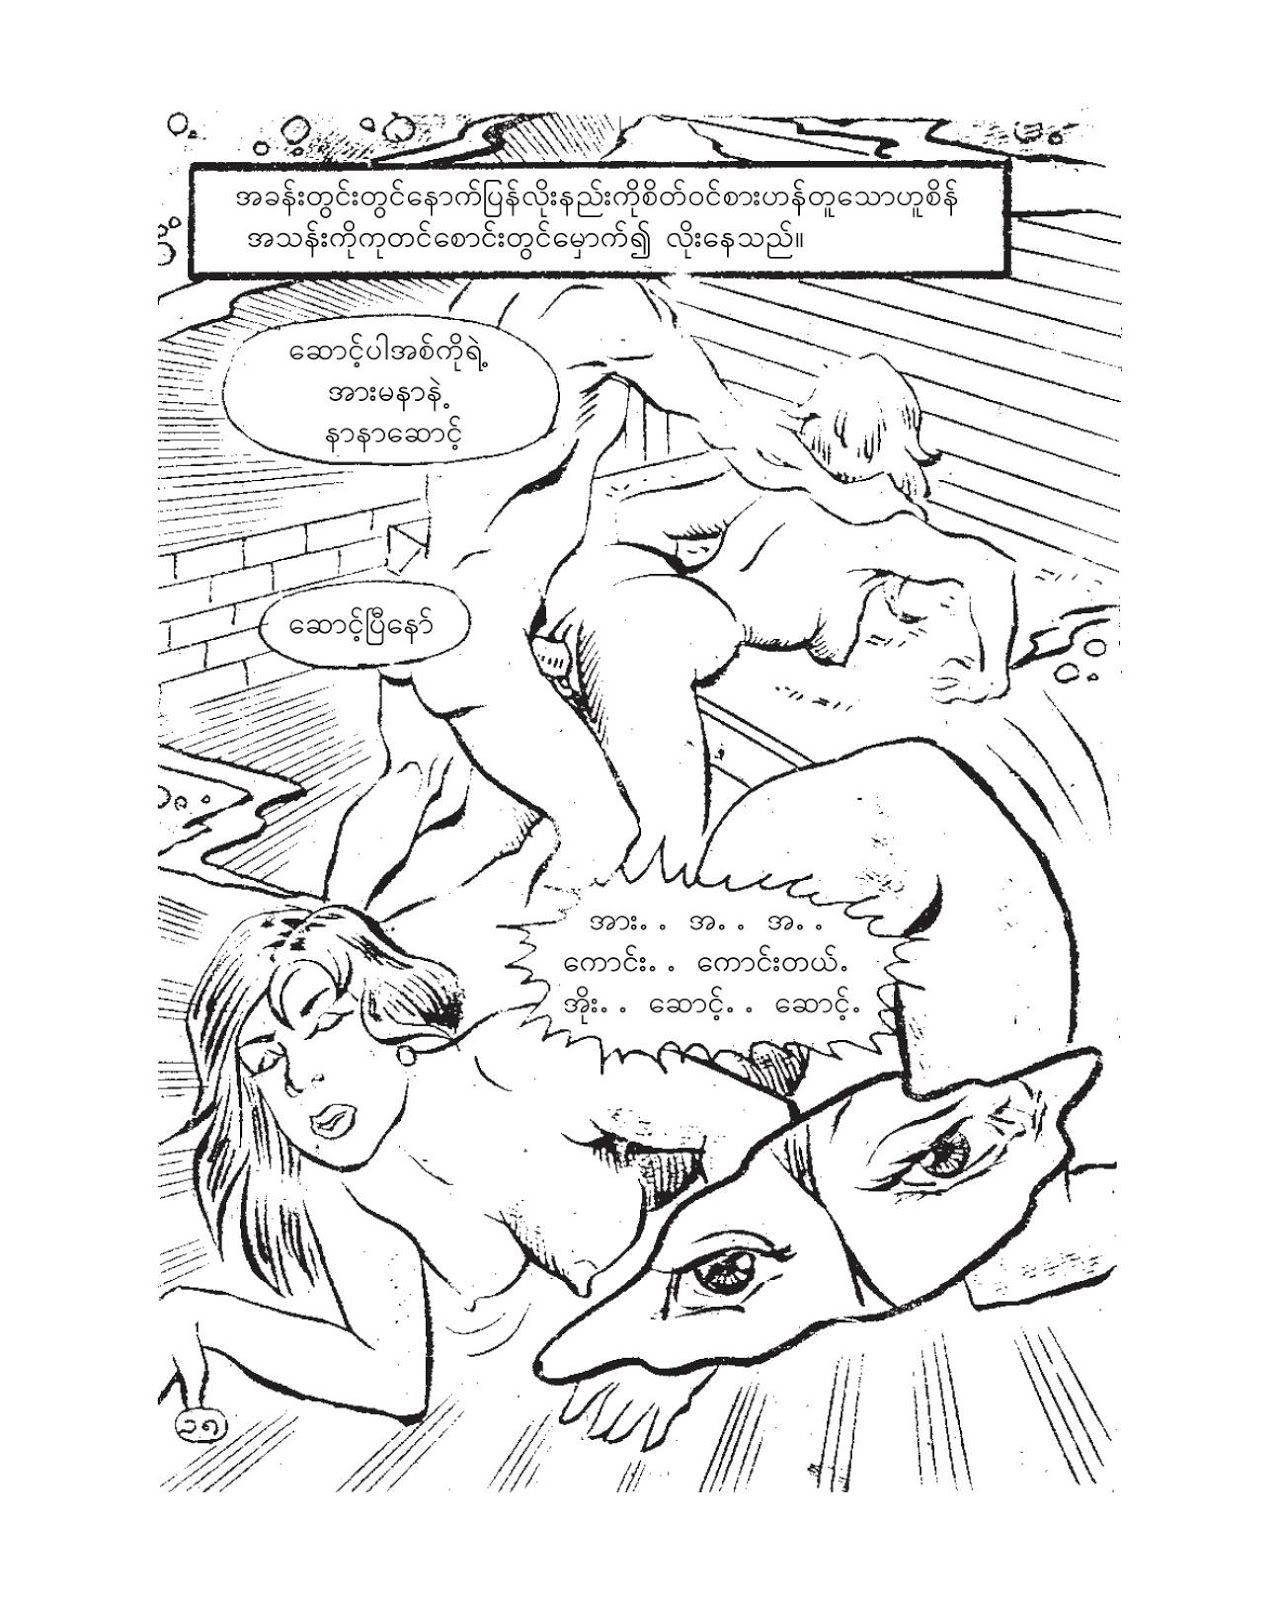 အခန်းတွင်းတွင်နောက်ပြန်လိုးနည်းကိုစိတ်ဝင်စားဟန်တူသောဟူစိန်
အသန်းကိုကုတင်စောင်းတွင်မှောက်၍ လိုးနေသည်။
ဆောင့်ပါအစ်ကိုရဲ့
အားမနာနဲ့
နာနာဆောင့်
ဆောင့်ပြီနော်
အား. . အ. . အ. .
ကောင်း. . ကောင်းတယ်.
အိုး. . ဆောင့်. . ဆောင့်.
၁၅